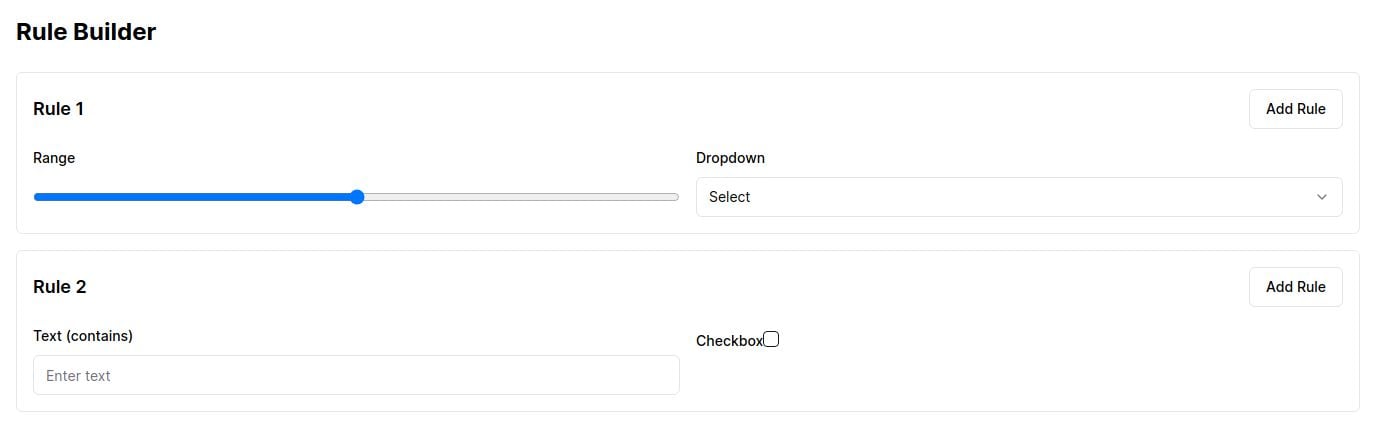 Rule Builder
Rule 1
Add Rule
Range
Dropdown
Select
Rule 2
Add Rule
Text (contains)
Checkbox
Enter text